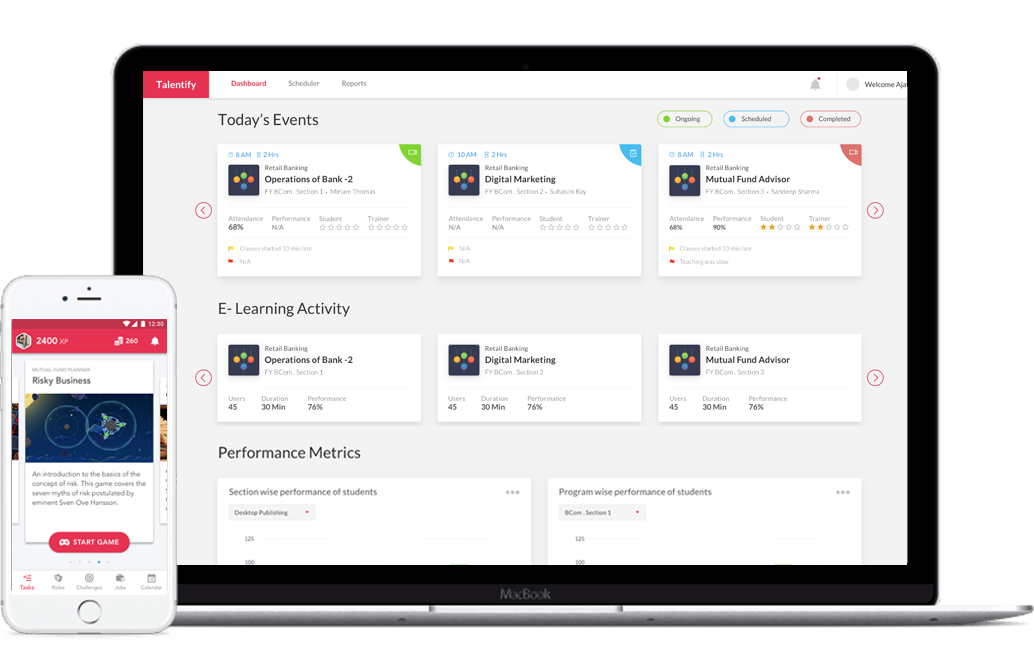 Talentify
Dashboard
Scheduler
Reports
Welcome Aja
Today's Events
Ongoing
Scheduled
Completed
8 AM 2 Hrs
Retail Banking
Operations of Bank -2
FY BCom . Section 1 • Miriam Thomas
Attendance Performance Student Trainer
68% N/A
Classes started 10 min late
N/A
10 AM 2 Hrs
Retail Banking
Digital Marketing
FY BCom . Section 2 • Suhasini Ray
Attendance Performance Student Trainer
N/A N/A
N/A
N/A
8 AM 2 Hrs
Retail Banking
Mutual Fund Advisor
FY BCom . Section 3 • Sandeep Sharma
Attendance Performance Student Trainer
68% 90%
Classes started 10 min late
Teaching was slow
E- Learning Activity
Retail Banking
Operations of Bank -2
FY BCom . Section 1
Users Duration Performance
45 30 Min 76%
Retail Banking
Digital Marketing
FY BCom . Section 2
Users Duration Performance
45 30 Min 76%
Retail Banking
Mutual Fund Advisor
FY BCom . Section 3
Users Duration Performance
45 30 Min 76%
Performance Metrics
Section wise performance of students
Desktop Publishing
125
100
Program wise performance of students
BCom . Section 1
125
100
MacBook
12:30
2400 XP
260
MUTUAL FUND PLANNER
Risky Business
An introduction to the basics of the
concept of risk. This game covers the
seven myths of risk postulated by
eminent Sven Ove Hansson.
START GAME
Tasks
Roles
Challenges
Jobs
Calendar